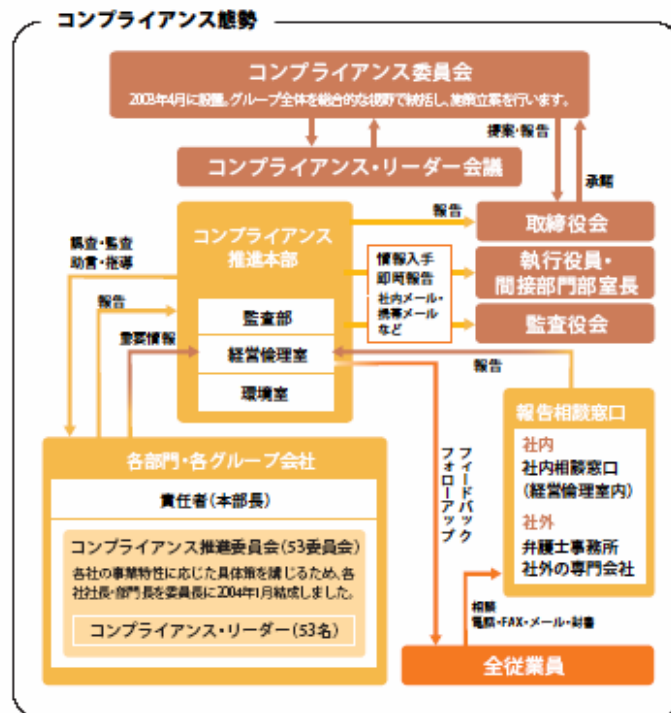 コンプライアンス態勢
コンプライアンス委員会
2003年4月に設置。グループ全体を総合的な視野で統括し、施策立案を行います。
提案・報告
コンプライアンス・リーダー会議
承認
報告
取締役会
コンプライアンス
推進本部
調査・監査
助言・指導
情報入手
即時報告
社内メール・
携帯メール
など
執行役員・
間接部門部室長
報告
監査部
監査役会
重要情報
経営倫理室
報告
環境室
報告相談窓口
社内
社内相談窓口
(経営倫理室内)
社外
弁護士事務所
社外の専門会社
各部門・各グループ会社
責任者(本部長)
フィードバック
フォローアップ
コンプライアンス推進委員会(53委員会)
各社の事業特性に応じた具体策を講じるため、各
社社長・部門長を委員長に2004年1月結成しました。
コンプライアンス・リーダー(53名)
相談
電話・FAX・メール・封書
全従業員